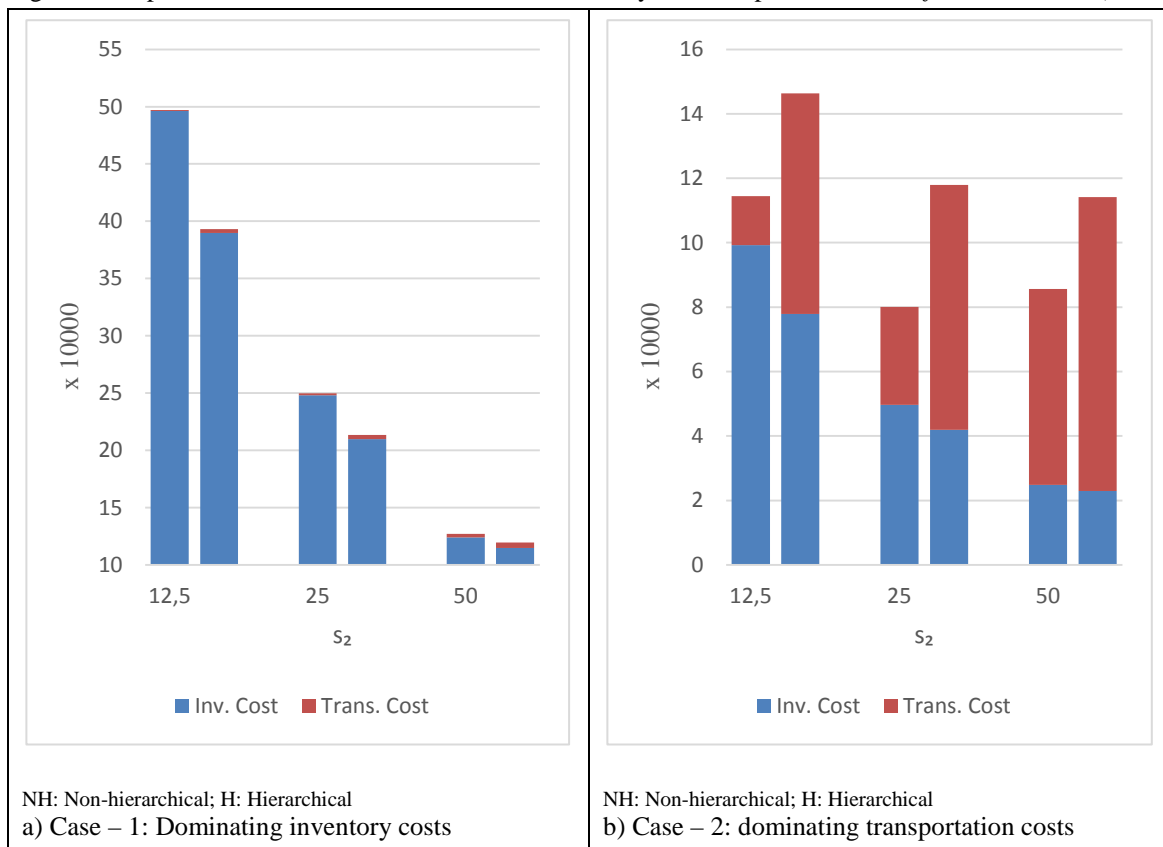 55
50
45
40
35
30
25
20
15
10
x 10000
12,5 25 50
s₂
Inv. Cost Trans. Cost
NH: Non-hierarchical; H: Hierarchical
a) Case – 1: Dominating inventory costs
16
14
12
10
8
6
4
2
0
x 10000
12,5 25 50
s₂
Inv. Cost Trans. Cost
NH: Non-hierarchical; H: Hierarchical
b) Case – 2: dominating transportation costs